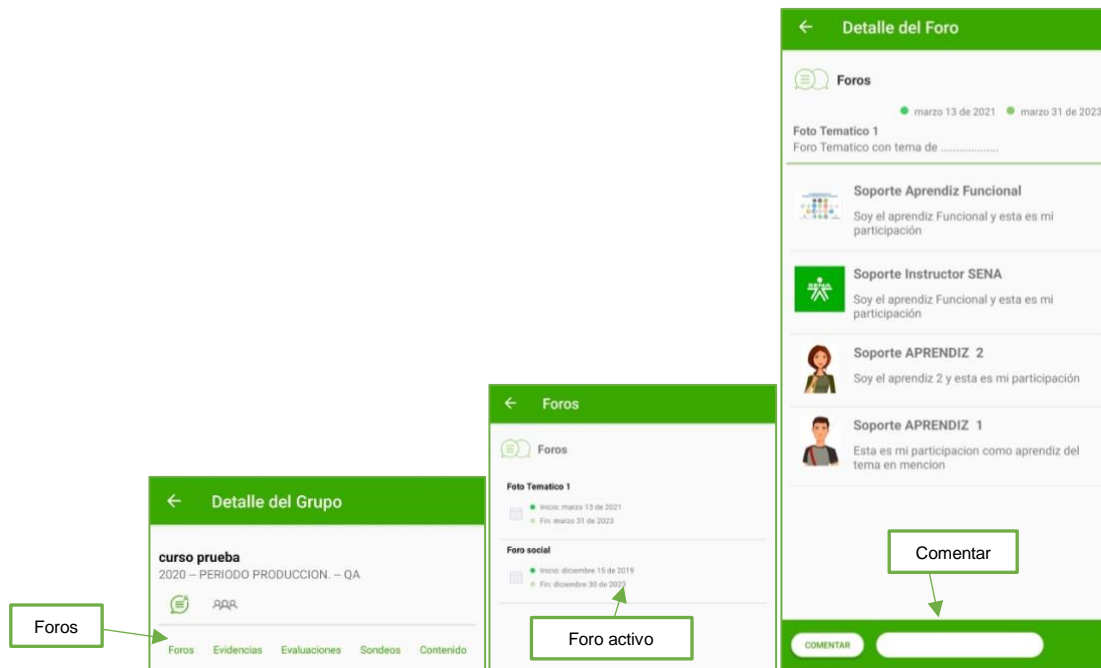 Foros
Detalle del Grupo
curso prueba
2020 – PERIODO PRODUCCION. – QA
Foros Evidencias Evaluaciones Sondeos Contenido
Foros
Foros
Foto Tematico 1
Inicio: marzo 13 de 2021
Fin: marzo 31 de 2023
Foro social
Inicio: diciembre 15 de 2019
Fin: diciembre 30 de 2023
Foro activo
Detalle del Foro
Foros
marzo 13 de 2021 marzo 31 de 2023
Foto Tematico 1
Foro Tematico con tema de ...................
Soporte Aprendiz Funcional
Soy el aprendiz Funcional y esta es mi
participación
SENA
Soporte Instructor SENA
Soy el aprendiz Funcional y esta es mi
participación
Soporte APRENDIZ 2
Soy el aprendiz 2 y esta es mi participación
Soporte APRENDIZ 1
Esta es mi participacion como aprendiz del
tema en mencion
Comentar
COMENTAR